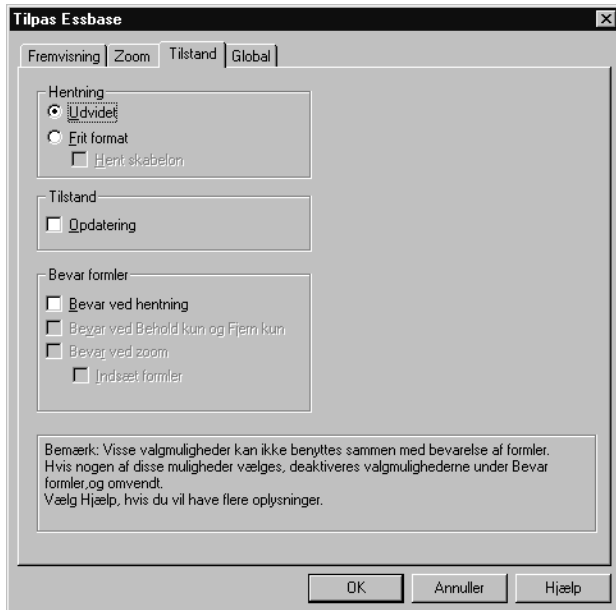 Tilpas Essbase
Fremvisning Zoom Tilstand Global
Hentning
Udvidet
Frit format
Hent skabelon
Tilstand
Opdatering
Bevar formler
Bevar ved hentning
Bevar ved Behold kun og Fjern kun
Bevar ved zoom
Indsæt formler
Bemærk: Visse valgmuligheder kan ikke benyttes sammen med bevarelse af formler.
Hvis nogen af disse muligheder vælges, deaktiveres valgmulighederne under Bevar
formler,og omvendt.
Vælg Hjælp, hvis du vil have flere oplysninger.
OK Annuller Hjælp